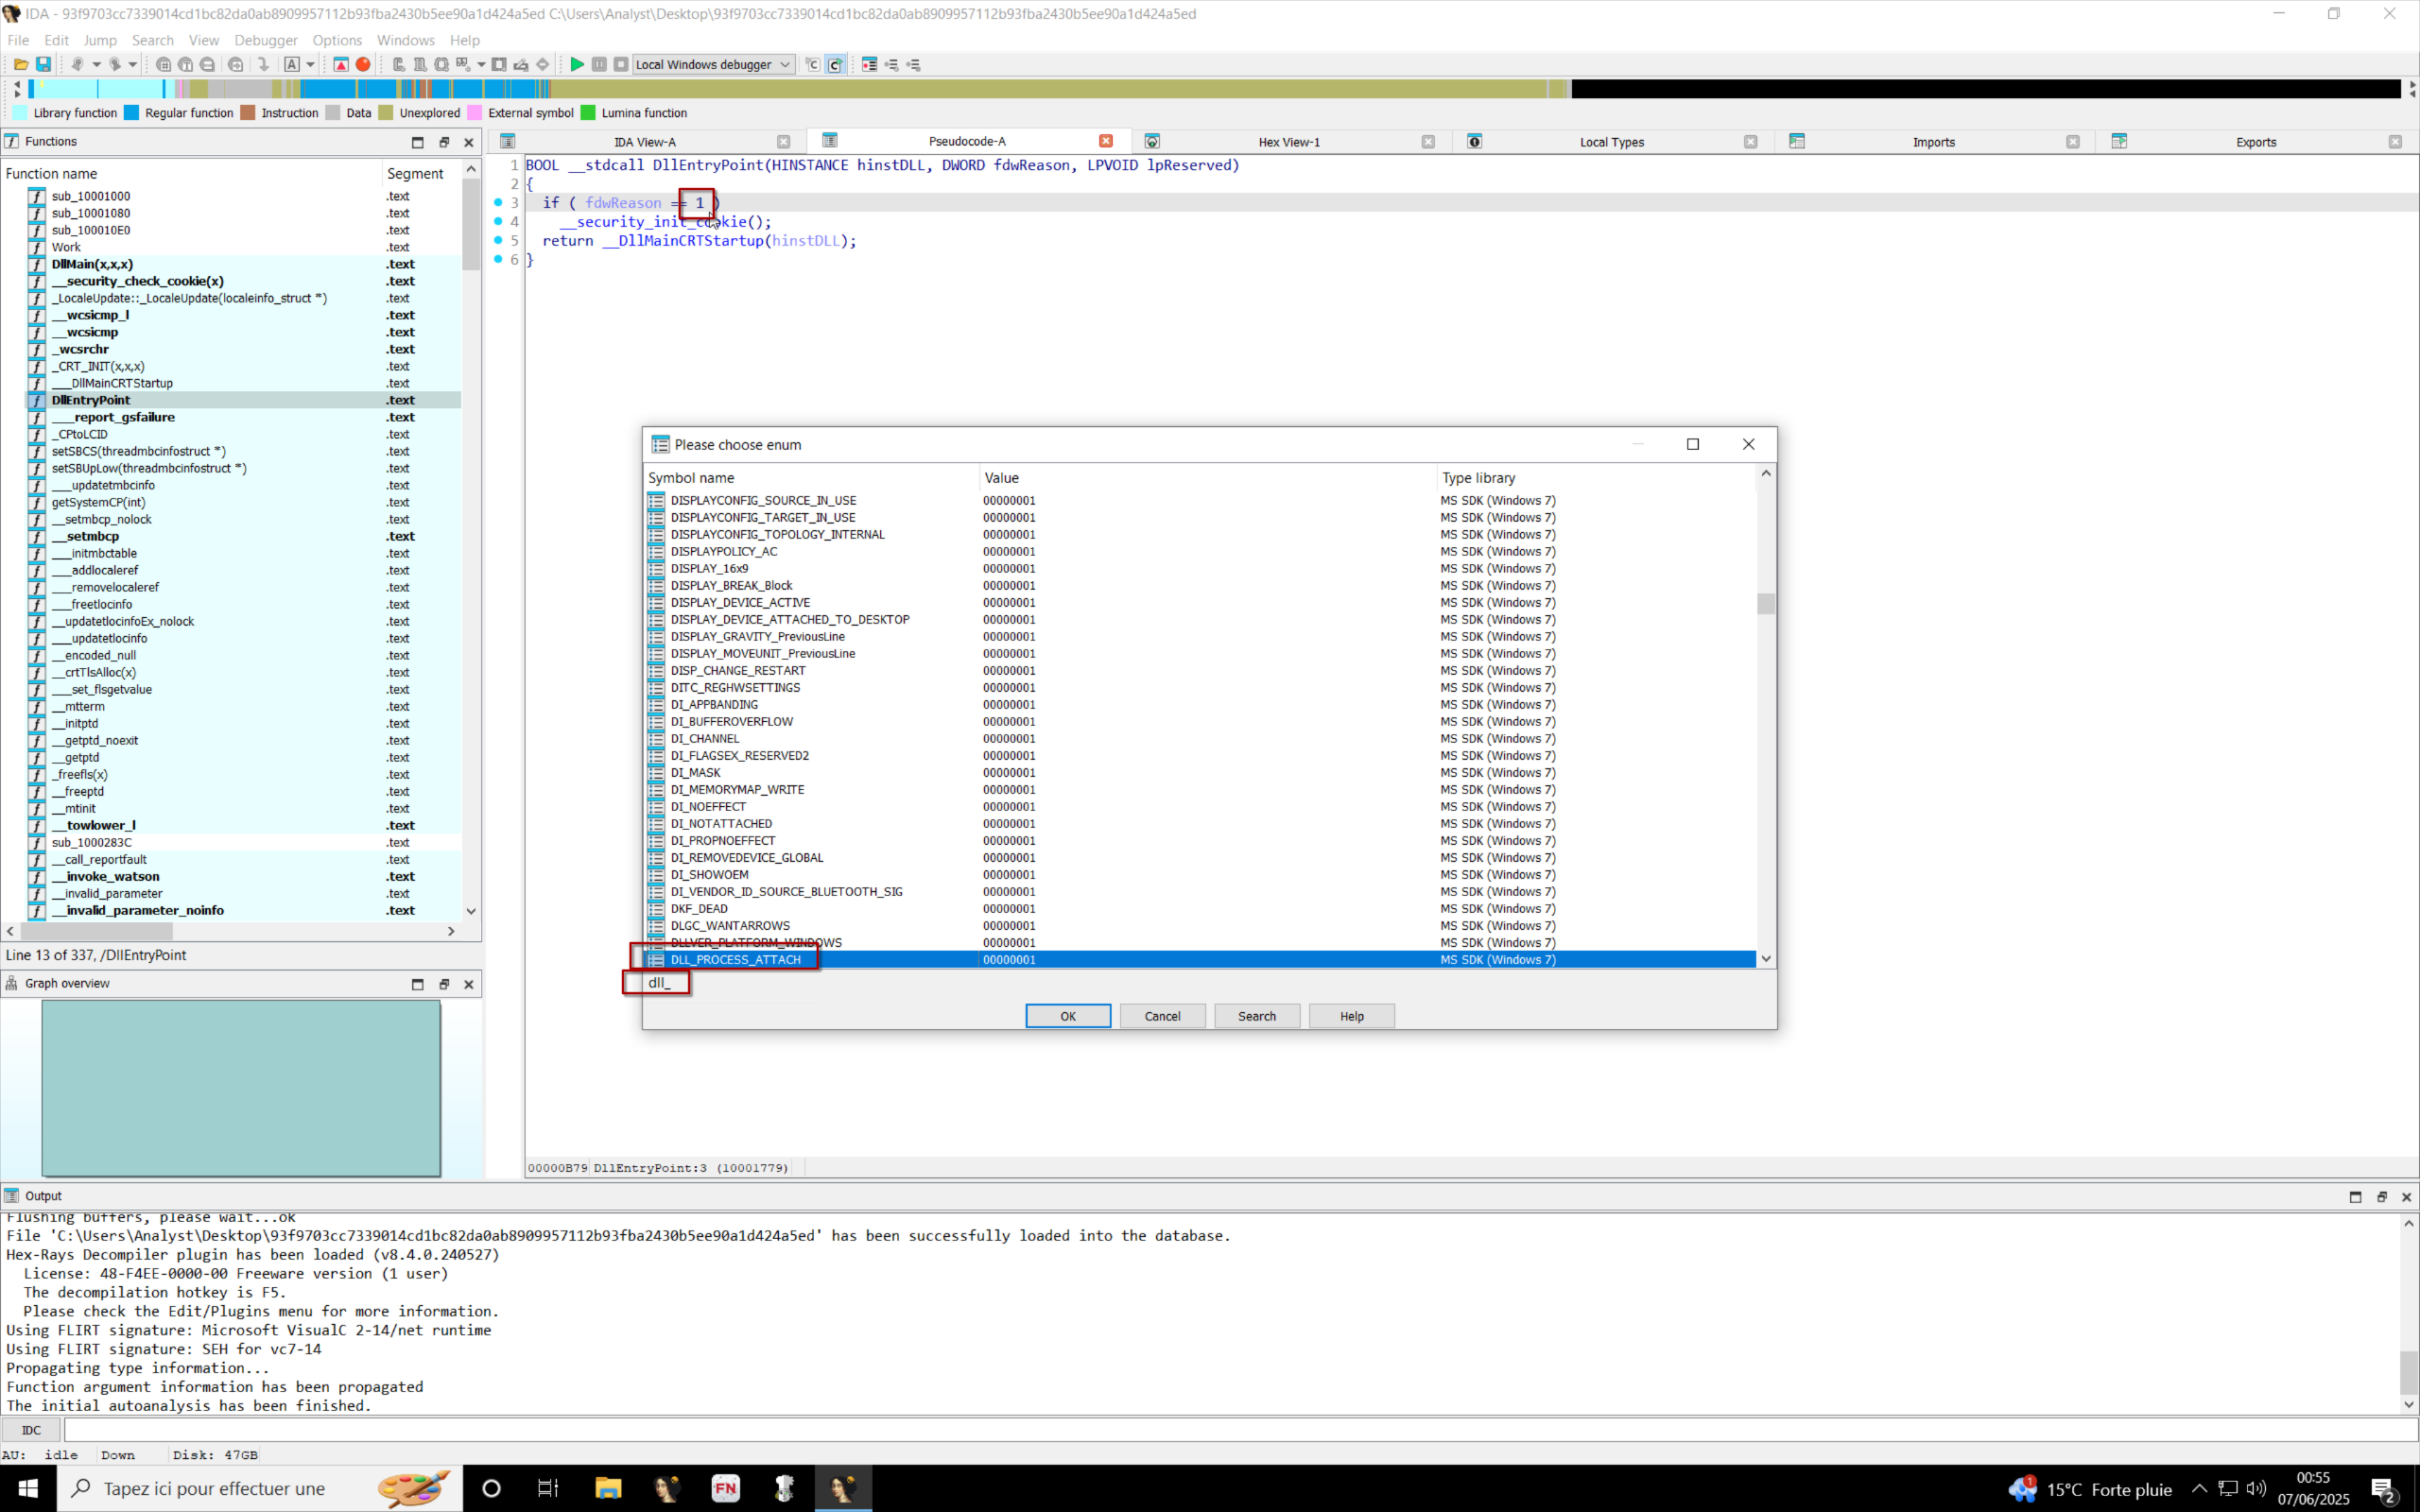 IDA - 93f9703cc7339014cd1bc82da0ab8909957112b93fba2430b5ee90a1d424a5ed C:\Users\Analyst\Desktop\93f9703cc7339014cd1bc82da0ab8909957112b93fba2430b5ee90a1d424a5ed
File Edit Jump Search View Debugger Options Windows Help
Local Windows debugger
Library function Regular function Instruction Data Unexplored External symbol Lumina function
Functions
Function name Segment
sub_10001000 .text
sub_10001080 .text
sub_100010E0 .text
Work .text
DllMain(x,x,x) .text
__security_check_cookie(x) .text
_LocaleUpdate::_LocaleUpdate(localeinfo_struct *) .text
__wcsicmp_l .text
__wcsicmp .text
_wcsrchr .text
_CRT_INIT(x,x,x) .text
___DllMainCRTStartup .text
DllEntryPoint .text
___report_gsfailure .text
_CPtoLCID .text
setSBCS(threadmbcinfostruct *) .text
setSBUpLow(threadmbcinfostruct *) .text
___updatetmbcinfo .text
getSystemCP(int) .text
__setmbcp_nolock .text
__setmbcp .text
___initmbctable .text
___addlocaleref .text
___removelocaleref .text
___freetlocinfo .text
__updatetlocinfoEx_nolock .text
___updatetlocinfo .text
__encoded_null .text
__crtTlsAlloc(x) .text
___set_flsgetvalue .text
__mtterm .text
__initptd .text
__getptd_noexit .text
__getptd .text
_freefls(x) .text
__freeptd .text
__mtinit .text
__towlower_l .text
sub_1000283C .text
__call_reportfault .text
__invoke_watson .text
__invalid_parameter .text
__invalid_parameter_noinfo .text
Line 13 of 337, /DllEntryPoint
Graph overview
IDA View-A Pseudocode-A Hex View-1 Local Types Imports Exports
1 BOOL __stdcall DllEntryPoint(HINSTANCE hinstDLL, DWORD fdwReason, LPVOID lpReserved)
2 {
3 if ( fdwReason == 1 )
4 __security_init_cookie();
5 return __DllMainCRTStartup(hinstDLL);
6 }
Please choose enum
Symbol name Value Type library
DISPLAYCONFIG_SOURCE_IN_USE 00000001 MS SDK (Windows 7)
DISPLAYCONFIG_TARGET_IN_USE 00000001 MS SDK (Windows 7)
DISPLAYCONFIG_TOPOLOGY_INTERNAL 00000001 MS SDK (Windows 7)
DISPLAYPOLICY_AC 00000001 MS SDK (Windows 7)
DISPLAY_16x9 00000001 MS SDK (Windows 7)
DISPLAY_BREAK_Block 00000001 MS SDK (Windows 7)
DISPLAY_DEVICE_ACTIVE 00000001 MS SDK (Windows 7)
DISPLAY_DEVICE_ATTACHED_TO_DESKTOP 00000001 MS SDK (Windows 7)
DISPLAY_GRAVITY_PreviousLine 00000001 MS SDK (Windows 7)
DISPLAY_MOVEUNIT_PreviousLine 00000001 MS SDK (Windows 7)
DISP_CHANGE_RESTART 00000001 MS SDK (Windows 7)
DITC_REGHWSETTINGS 00000001 MS SDK (Windows 7)
DI_APPBANDING 00000001 MS SDK (Windows 7)
DI_BUFFEROVERFLOW 00000001 MS SDK (Windows 7)
DI_CHANNEL 00000001 MS SDK (Windows 7)
DI_FLAGSEX_RESERVED2 00000001 MS SDK (Windows 7)
DI_MASK 00000001 MS SDK (Windows 7)
DI_MEMORYMAP_WRITE 00000001 MS SDK (Windows 7)
DI_NOEFFECT 00000001 MS SDK (Windows 7)
DI_NOTATTACHED 00000001 MS SDK (Windows 7)
DI_PROPNOEFFECT 00000001 MS SDK (Windows 7)
DI_REMOVEDEVICE_GLOBAL 00000001 MS SDK (Windows 7)
DI_SHOWOEM 00000001 MS SDK (Windows 7)
DI_VENDOR_ID_SOURCE_BLUETOOTH_SIG 00000001 MS SDK (Windows 7)
DKF_DEAD 00000001 MS SDK (Windows 7)
DLGC_WANTARROWS 00000001 MS SDK (Windows 7)
DLLVER_PLATFORM_WINDOWS 00000001 MS SDK (Windows 7)
DLL_PROCESS_ATTACH 00000001 MS SDK (Windows 7)
dll_
OK Cancel Search Help
00000B79 DllEntryPoint:3 (10001779)
Output
Flushing buffers, please wait...ok
File 'C:\Users\Analyst\Desktop\93f9703cc7339014cd1bc82da0ab8909957112b93fba2430b5ee90a1d424a5ed' has been successfully loaded into the database.
Hex-Rays Decompiler plugin has been loaded (v8.4.0.240527)
License: 48-F4EE-0000-00 Freeware version (1 user)
The decompilation hotkey is F5.
Please check the Edit/Plugins menu for more information.
Using FLIRT signature: Microsoft VisualC 2-14/net runtime
Using FLIRT signature: SEH for vc7-14
Propagating type information...
Function argument information has been propagated
The initial autoanalysis has been finished.
IDC
AU: idle Down Disk: 47GB
Tapez ici pour effectuer une
FN
1
15°C Forte pluie
00:55
07/06/2025
2